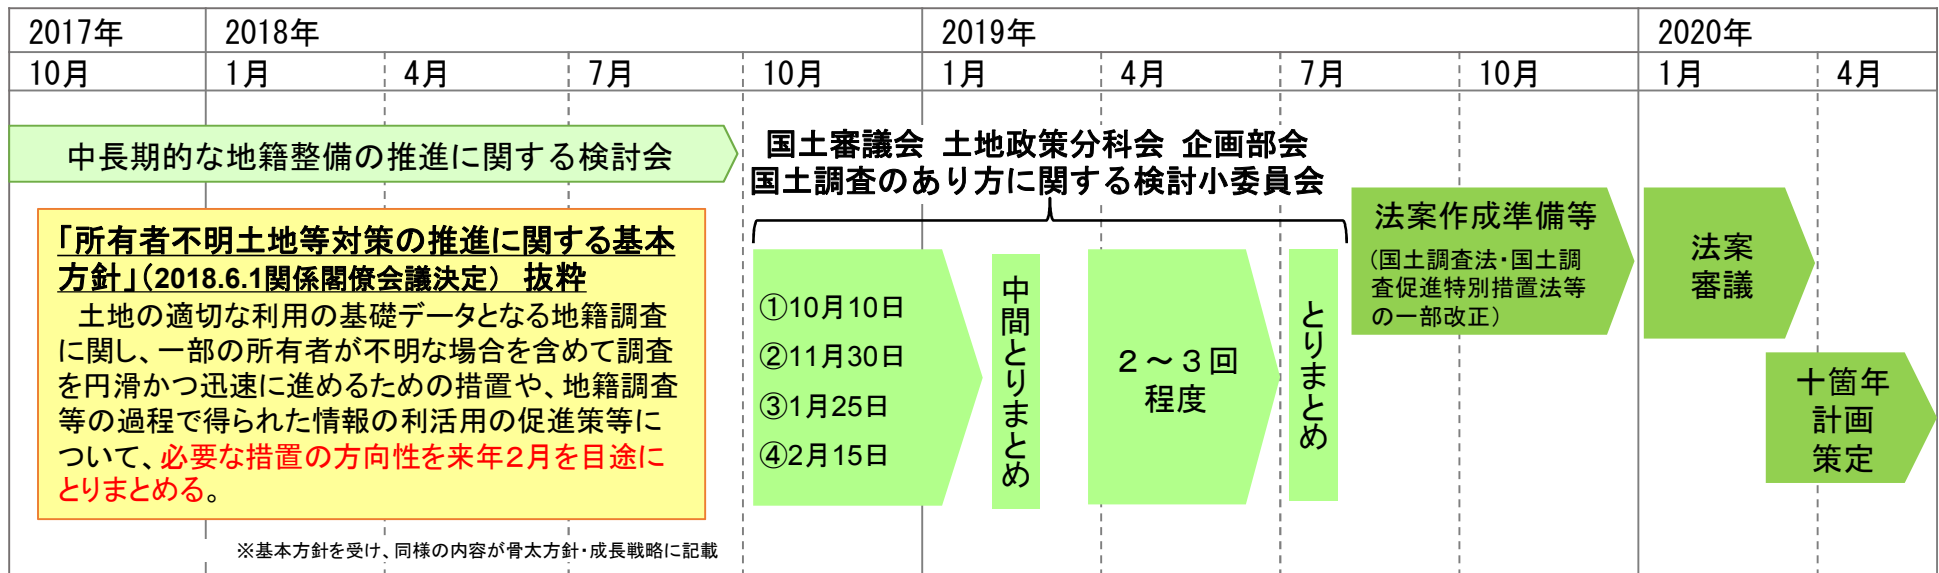 2017年 2018年 2019年 2020年
10月 1月 4月 7月 10月 1月 4月 7月 10月 1月 4月
中長期的な地籍整備の推進に関する検討会
「所有者不明土地等対策の推進に関する基本
方針」（2018.6.1関係閣僚会議決定） 抜粋
土地の適切な利用の基礎データとなる地籍調査
に関し、一部の所有者が不明な場合を含めて調査
を円滑かつ迅速に進めるための措置や、地籍調査
等の過程で得られた情報の利活用の促進策等に
ついて、必要な措置の方向性を来年２月を目途に
とりまとめる。
※基本方針を受け、同様の内容が骨太方針・成長戦略に記載
国土審議会 土地政策分科会 企画部会
国土調査のあり方に関する検討小委員会
①10月10日
②11月30日
③1月25日
④2月15日
中間とりまとめ
２～３回
程度
とりまとめ
法案作成準備等
（国土調査法・国土調
査促進特別措置法等
の一部改正）
法案
審議
十箇年
計画
策定